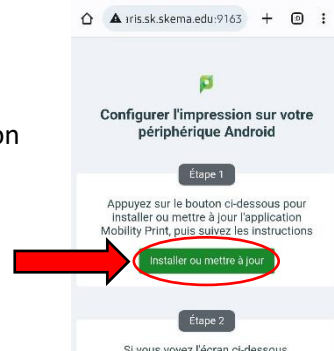 aris.sk.skema.edu:9163
on
Configurer l'impression sur votre
périphérique Android
Étape 1
Appuyez sur le bouton ci-dessous pour
installer ou mettre à jour l'application
Mobility Print, puis suivez les instructions
Installer ou mettre à jour
Étape 2
Si vous voyez l'écran ci-dessous